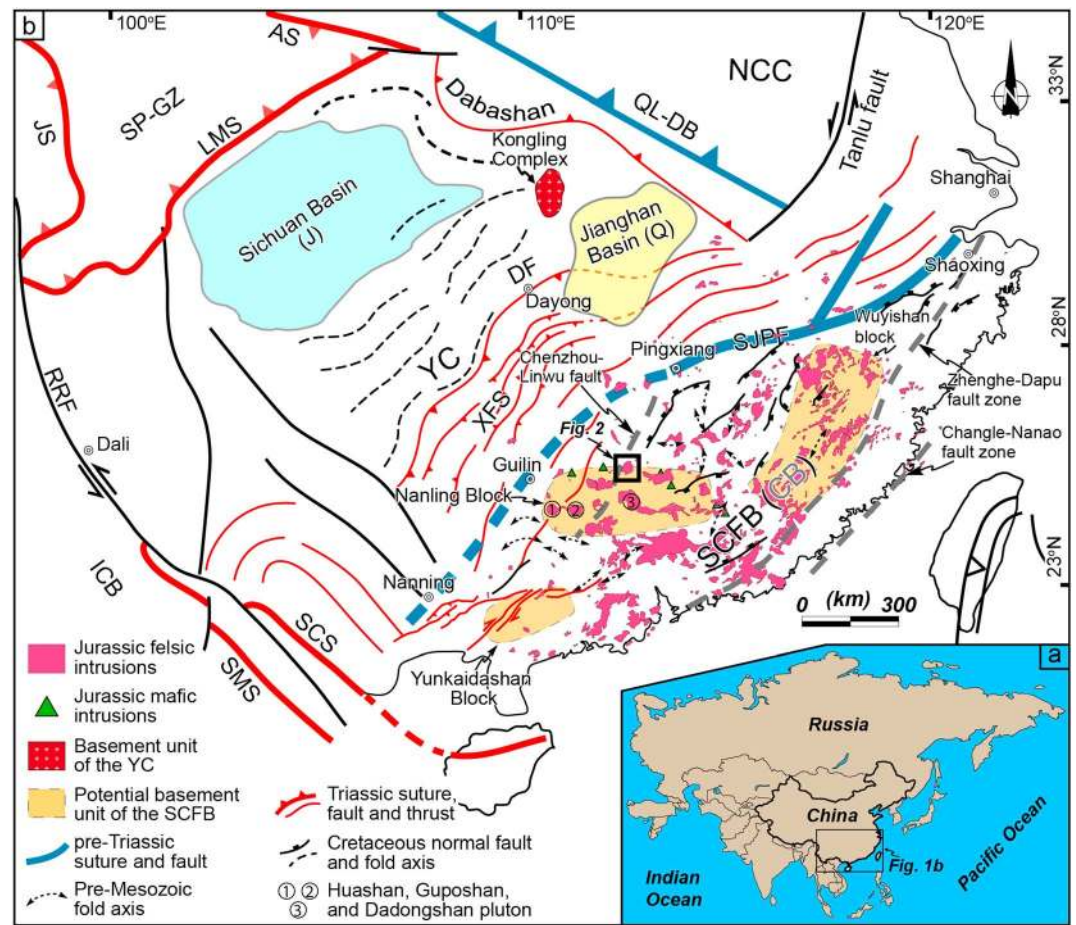 b
100°E
110°E
120°E
33°N
28°N
23°N
AS
JS
SP-GZ
LMS
Dabashan
QL-DB
NCC
Tanlu fault
Kongling
Complex
Shanghai
Sichuan Basin
(J)
Jianghan
Basin (Q)
DF
Dayong
Shaoxing
YC
Chenzhou-
Linwu fault
Pingxiang
SJPF
Wuyishan
block
Zhenghe-Dapu
fault zone
Changle-Nanao
fault zone
RRF
Dali
XFS
Fig. 2
Guilin
Nanling Block
① ②
③
SCFB (CB)
Nanning
ICB
SCS
SMS
Yunkaidashan
Block
0 (km) 300
Jurassic felsic
intrusions
Jurassic mafic
intrusions
Basement unit
of the YC
Potential basement
unit of the SCFB
pre-Triassic
suture and fault
Pre-Mesozoic
fold axis
Triassic suture,
fault and thrust
Cretaceous normal fault
and fold axis
① ②
③
Huashan, Guposhan,
and Dadongshan pluton
a
Russia
China
Fig. 1b
Indian
Ocean
Pacific Ocean